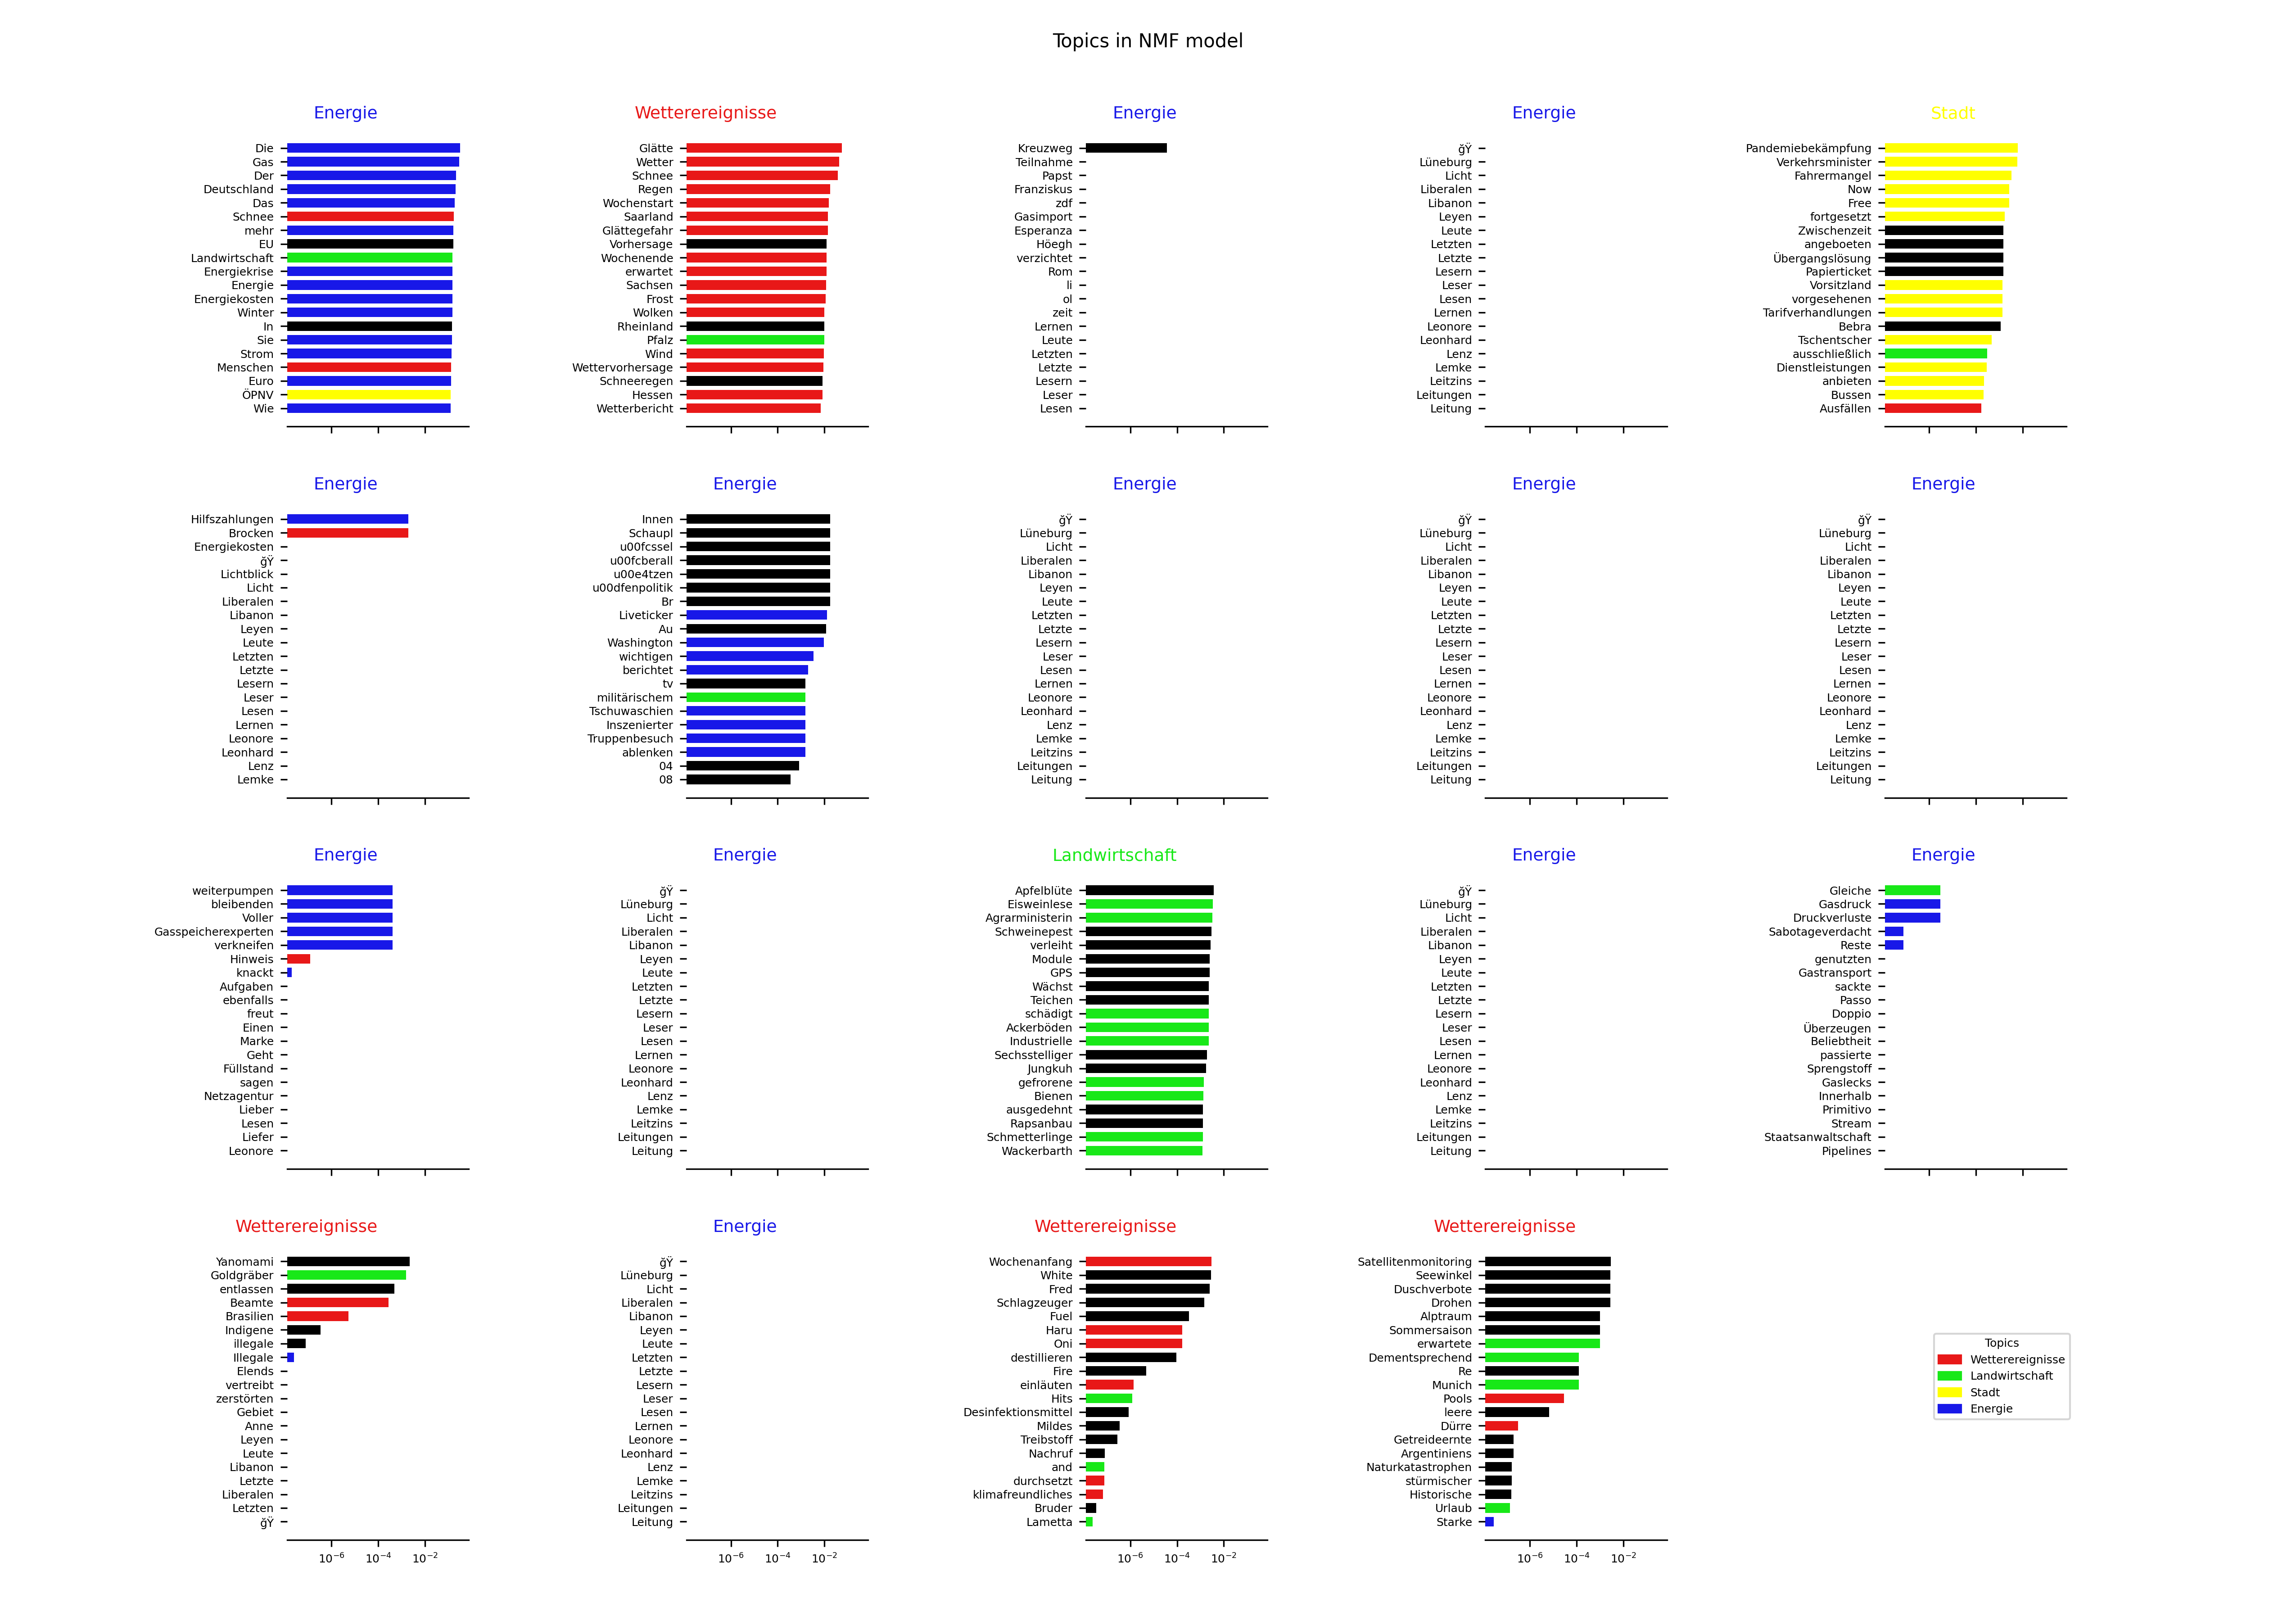 Topics in NMF model
Energie
Die
Gas
Der
Deutschland
Das
Schnee
mehr
EU
Landwirtschaft
Energiekrise
Energie
Energiekosten
Winter
In
Sie
Strom
Menschen
Euro
ÖPNV
Wie
Wetterereignisse
Glätte
Wetter
Schnee
Regen
Wochenstart
Saarland
Glättegefahr
Vorhersage
Wochenende
erwartet
Sachsen
Frost
Wolken
Rheinland
Pfalz
Wind
Wettervorhersage
Schneeregen
Hessen
Wetterbericht
Energie
Kreuzweg
Teilnahme
Papst
Franziskus
zdf
Gasimport
Esperanza
Höegh
verzichtet
Rom
li
ol
zeit
Lernen
Leute
Letzten
Letzte
Lesern
Leser
Lesen
Energie
ğŸ
Lüneburg
Licht
Liberalen
Libanon
Leyen
Leute
Letzten
Letzte
Lesern
Leser
Lesen
Lernen
Leonore
Leonhard
Lenz
Lemke
Leitzins
Leitungen
Leitung
Stadt
Pandemiebekämpfung
Verkehrsminister
Fahrermangel
Now
Free
fortgesetzt
Zwischenzeit
angeboeten
Übergangslösung
Papierticket
Vorsitzland
vorgesehenen
Tarifverhandlungen
Bebra
Tschentscher
ausschließlich
Dienstleistungen
anbieten
Bussen
Ausfällen
Energie
Hilfszahlungen
Brocken
Energiekosten
ğŸ
Lichtblick
Licht
Liberalen
Libanon
Leyen
Leute
Letzten
Letzte
Lesern
Leser
Lesen
Lernen
Leonore
Leonhard
Lenz
Lemke
Energie
Innen
Schaupl
u00fcssel
u00fcberall
u00e4tzen
u00dfenpolitik
Br
Liveticker
Au
Washington
wichtigen
berichtet
tv
militärischem
Tschuwaschien
Inszenierter
Truppenbesuch
ablenken
04
08
Energie
ğŸ
Lüneburg
Licht
Liberalen
Libanon
Leyen
Leute
Letzten
Letzte
Lesern
Leser
Lesen
Lernen
Leonore
Leonhard
Lenz
Lemke
Leitzins
Leitungen
Leitung
Energie
ğŸ
Lüneburg
Licht
Liberalen
Libanon
Leyen
Leute
Letzten
Letzte
Lesern
Leser
Lesen
Lernen
Leonore
Leonhard
Lenz
Lemke
Leitzins
Leitungen
Leitung
Energie
ğŸ
Lüneburg
Licht
Liberalen
Libanon
Leyen
Leute
Letzten
Letzte
Lesern
Leser
Lesen
Lernen
Leonore
Leonhard
Lenz
Lemke
Leitzins
Leitungen
Leitung
Energie
weiterpumpen
bleibenden
Voller
Gasspeicherexperten
verkneifen
Hinweis
knackt
Aufgaben
ebenfalls
freut
Einen
Marke
Geht
Füllstand
sagen
Netzagentur
Lieber
Lesen
Liefer
Leonore
Energie
ğŸ
Lüneburg
Licht
Liberalen
Libanon
Leyen
Leute
Letzten
Letzte
Lesern
Leser
Lesen
Lernen
Leonore
Leonhard
Lenz
Lemke
Leitzins
Leitungen
Leitung
Landwirtschaft
Apfelblüte
Eisweinlese
Agrarministerin
Schweinepest
verleiht
Module
GPS
Wächst
Teichen
schädigt
Ackerböden
Industrielle
Sechsstelliger
Jungkuh
gefrorene
Bienen
ausgedehnt
Rapsanbau
Schmetterlinge
Wackerbarth
Energie
ğŸ
Lüneburg
Licht
Liberalen
Libanon
Leyen
Leute
Letzten
Letzte
Lesern
Leser
Lesen
Lernen
Leonore
Leonhard
Lenz
Lemke
Leitzins
Leitungen
Leitung
Energie
Gleiche
Gasdruck
Druckverluste
Sabotageverdacht
Reste
genutzten
Gastransport
sackte
Passo
Doppio
Überzeugen
Beliebtheit
passierte
Sprengstoff
Gaslecks
Innerhalb
Primitivo
Stream
Staatsanwaltschaft
Pipelines
Wetterereignisse
Yanomami
Goldgräber
entlassen
Beamte
Brasilien
Indigene
illegale
Illegale
Elends
vertreibt
zerstörten
Gebiet
Anne
Leyen
Leute
Libanon
Letzte
Liberalen
Letzten
ğŸ
10⁻⁶ 10⁻⁴ 10⁻²
Energie
ğŸ
Lüneburg
Licht
Liberalen
Libanon
Leyen
Leute
Letzten
Letzte
Lesern
Leser
Lesen
Lernen
Leonore
Leonhard
Lenz
Lemke
Leitzins
Leitungen
Leitung
10⁻⁶ 10⁻⁴ 10⁻²
Wetterereignisse
Wochenanfang
White
Fred
Schlagzeuger
Fuel
Haru
Oni
destillieren
Fire
einläuten
Hits
Desinfektionsmittel
Mildes
Treibstoff
Nachruf
and
durchsetzt
klimafreundliches
Bruder
Lametta
10⁻⁶ 10⁻⁴ 10⁻²
Wetterereignisse
Satellitenmonitoring
Seewinkel
Duschverbote
Drohen
Alptraum
Sommersaison
erwartete
Dementsprechend
Re
Munich
Pools
leere
Dürre
Getreideernte
Argentiniens
Naturkatastrophen
stürmischer
Historische
Urlaub
Starke
10⁻⁶ 10⁻⁴ 10⁻²
Topics
Wetterereignisse
Landwirtschaft
Stadt
Energie